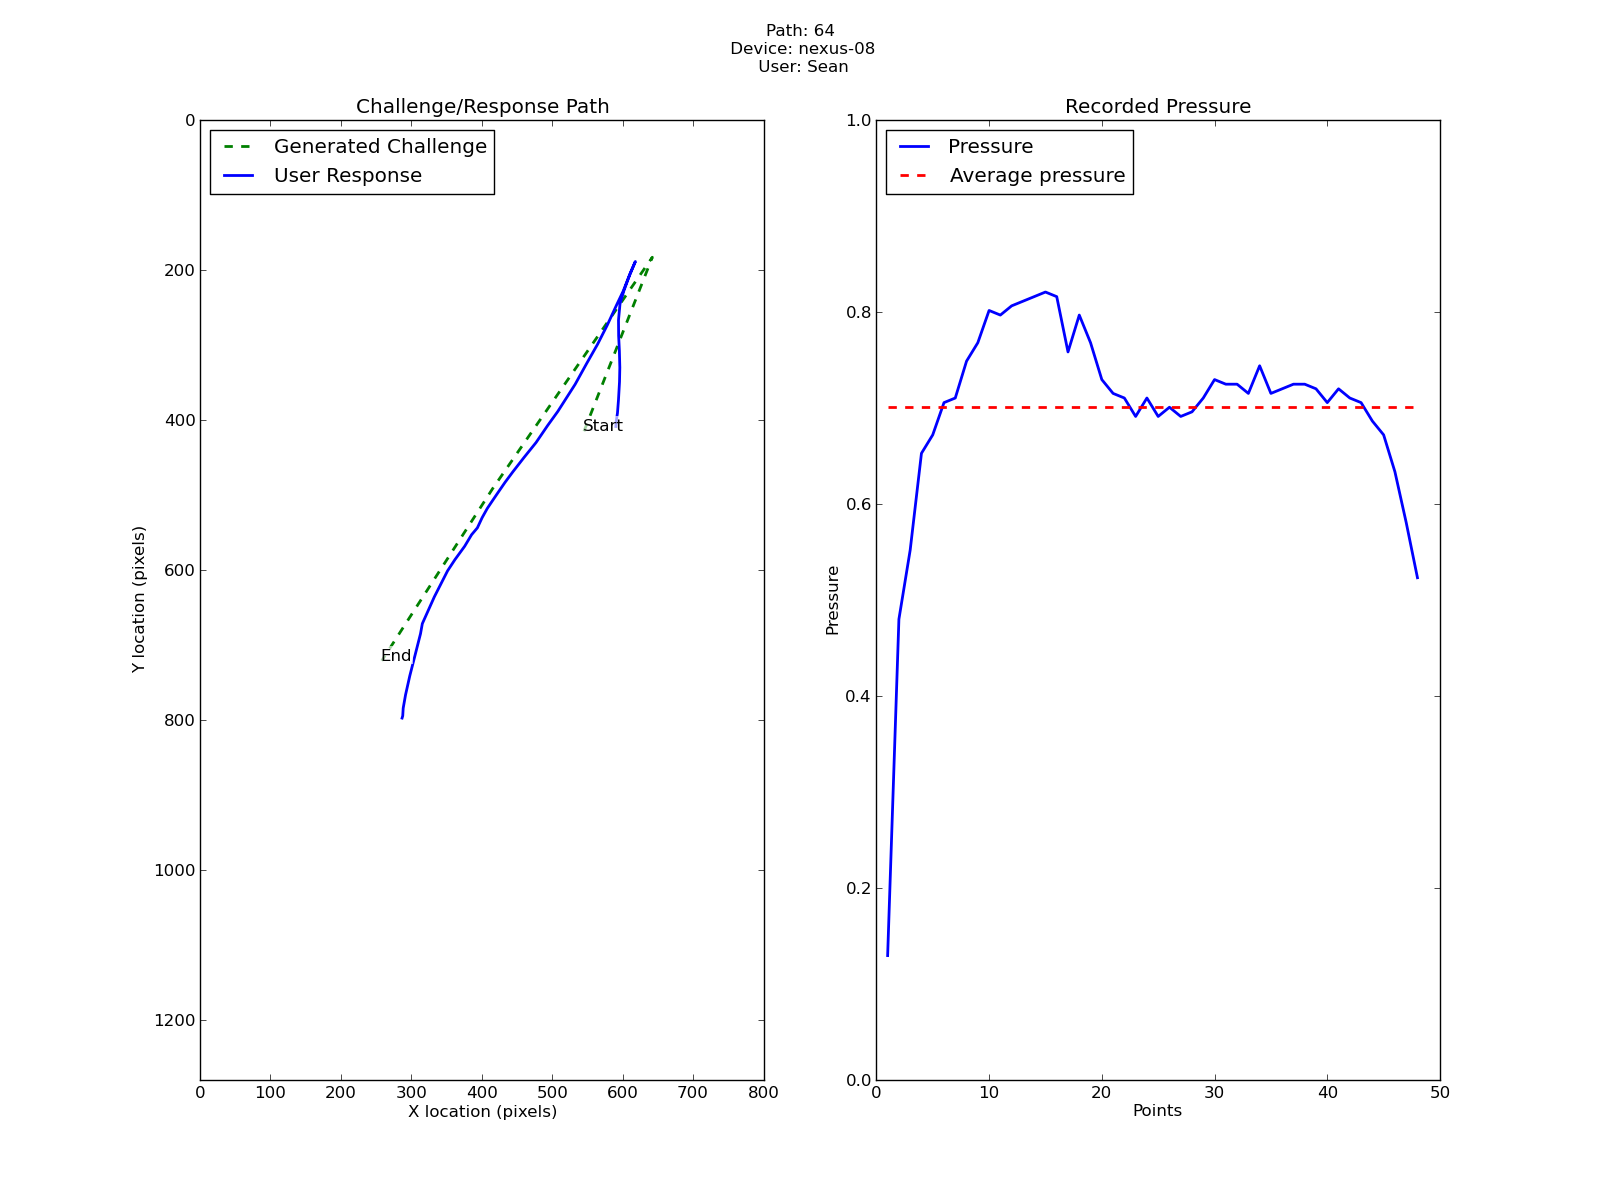 Path: 64
Device: nexus-08
User: Sean
Challenge/Response Path
Generated Challenge
User Response
Start
End
0
200
400
600
800
1000
1200
Y location (pixels)
0 100 200 300 400 500 600 700 800
X location (pixels)
Recorded Pressure
Pressure
Average pressure
1.0
0.8
0.6
0.4
0.2
0.0
Pressure
0 10 20 30 40 50
Points